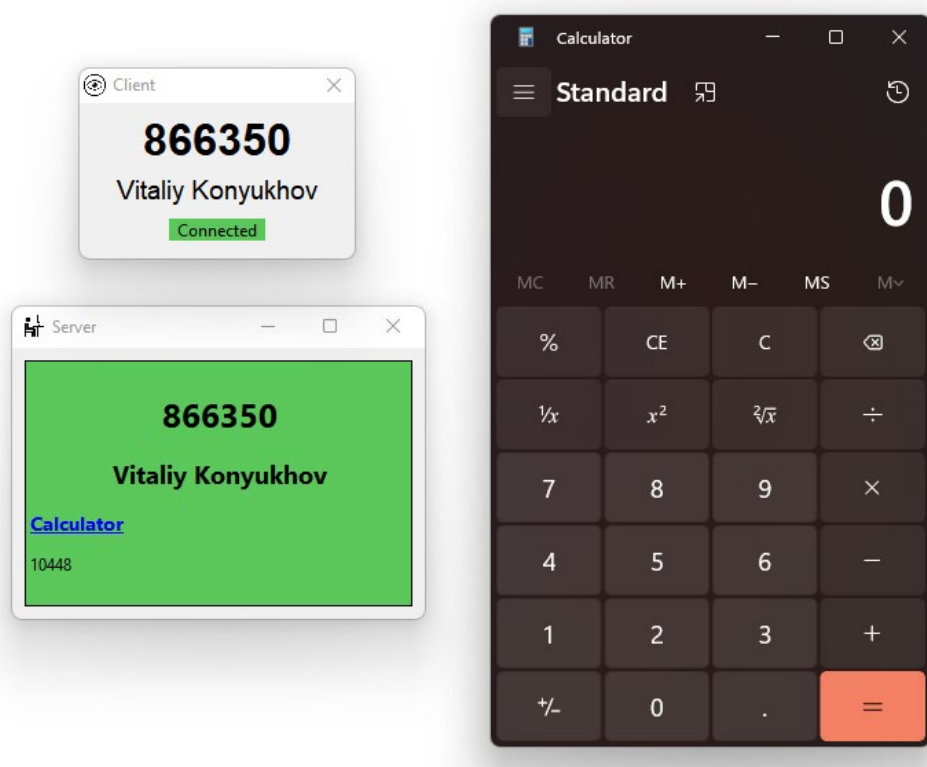 Client
866350
Vitaliy Konyukhov
Connected
Server
866350
Vitaliy Konyukhov
Calculator
10448
Calculator
Standard
0
MC MR M+ M− MS M
% CE C
¹/x x² ²√x ÷
7 8 9 ×
4 5 6 −
1 2 3 +
+/− 0 . =